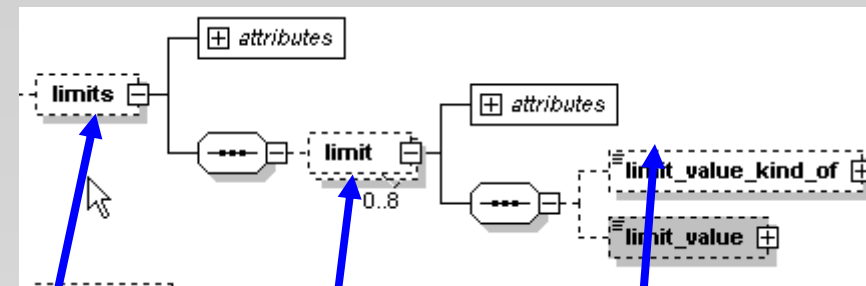 attributes
limits
attributes
limit
0..8
limit_value_kind_of
limit_value